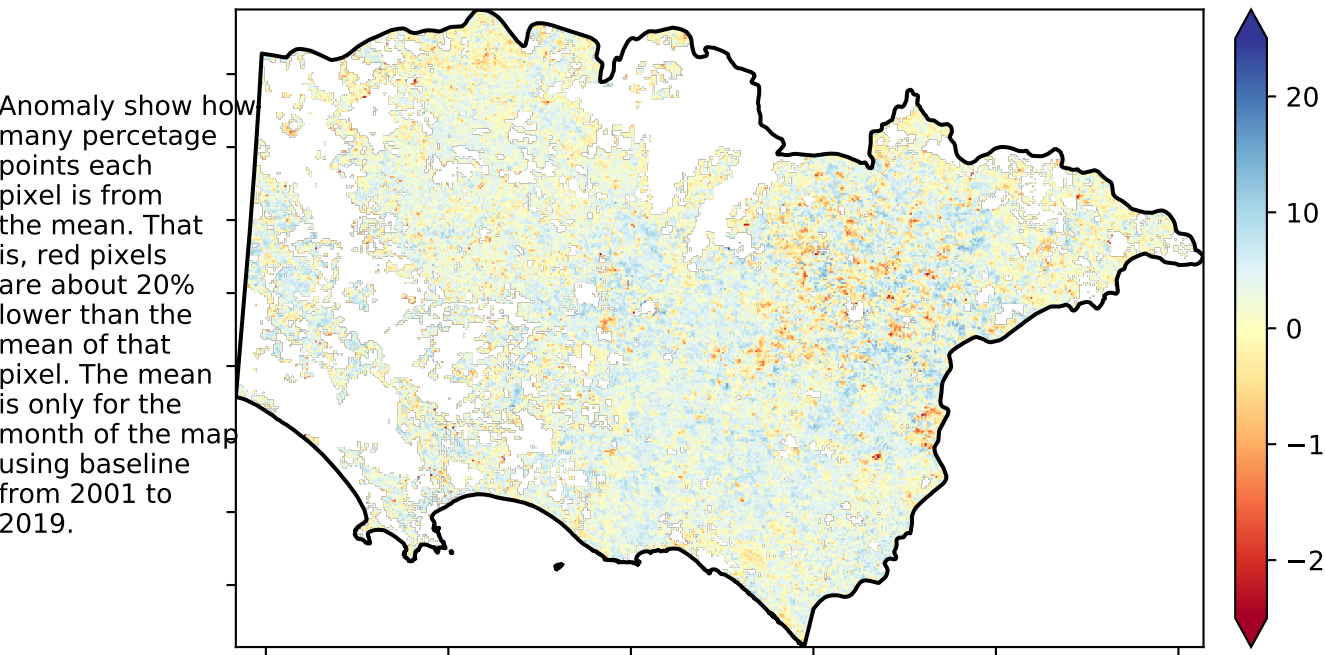 Anomaly show how
many percetage
points each
pixel is from
the mean. That
is, red pixels
are about 20%
lower than the
mean of that
pixel. The mean
is only for the
month of the map
using baseline
from 2001 to
2019.
20
10
0
−1
−2